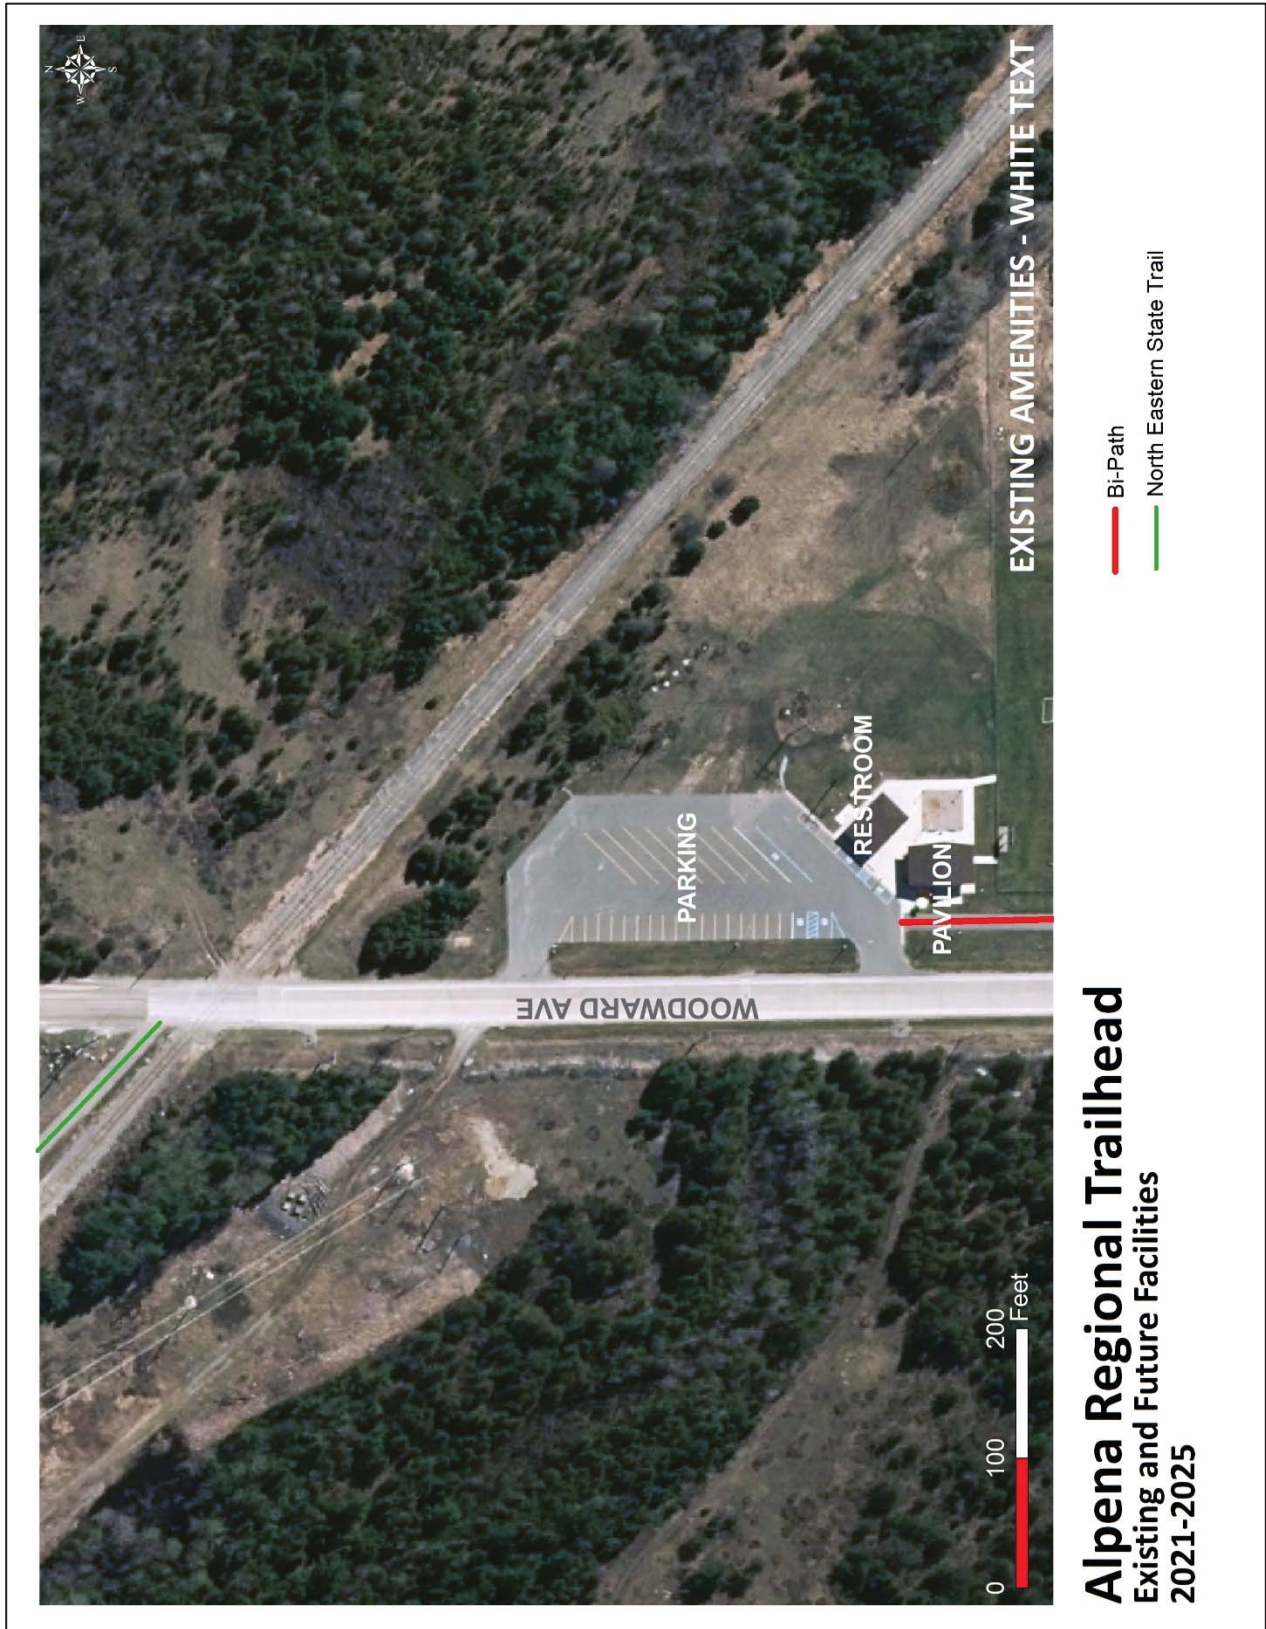 N
E
S
W
EXISTING AMENITIES - WHITE TEXT
WOODWARD AVE
PARKING
RESTROOM
PAVILION
0 100 200
Feet
Alpena Regional Trailhead
Existing and Future Facilities
2021-2025
Bi-Path
North Eastern State Trail